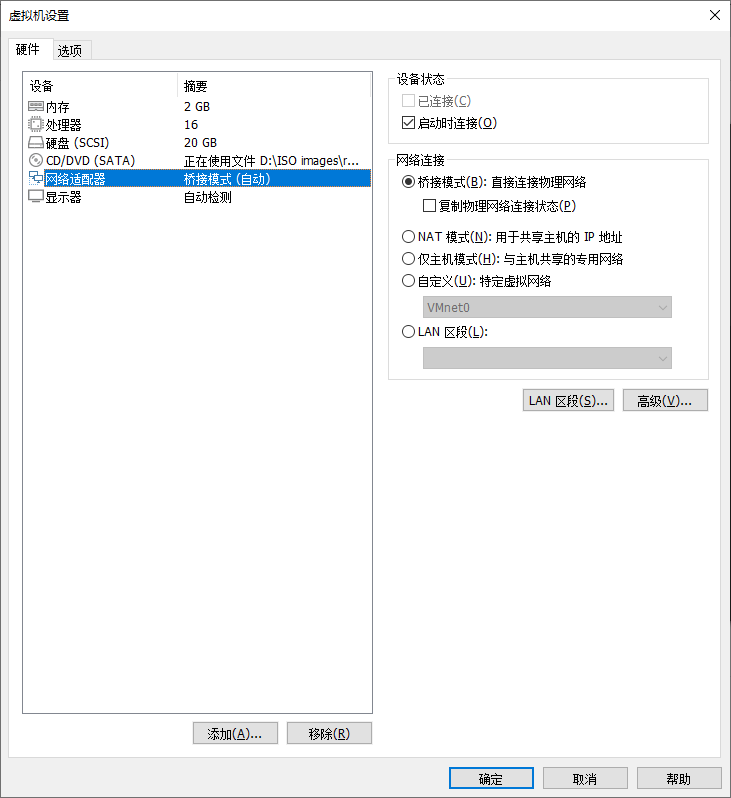 虚拟机设置
硬件 选项
设备 摘要
内存 2 GB
处理器 16
硬盘 (SCSI) 20 GB
CD/DVD (SATA) 正在使用文件 D:\ISO images\r...
网络适配器 桥接模式 (自动)
显示器 自动检测
添加(A)... 移除(R)
设备状态
已连接(C)
启动时连接(O)
网络连接
桥接模式(B): 直接连接物理网络
复制物理网络连接状态(P)
NAT 模式(N): 用于共享主机的 IP 地址
仅主机模式(H): 与主机共享的专用网络
自定义(U): 特定虚拟网络
VMnet0
LAN 区段(L):
LAN 区段(S)... 高级(V)...
确定 取消 帮助